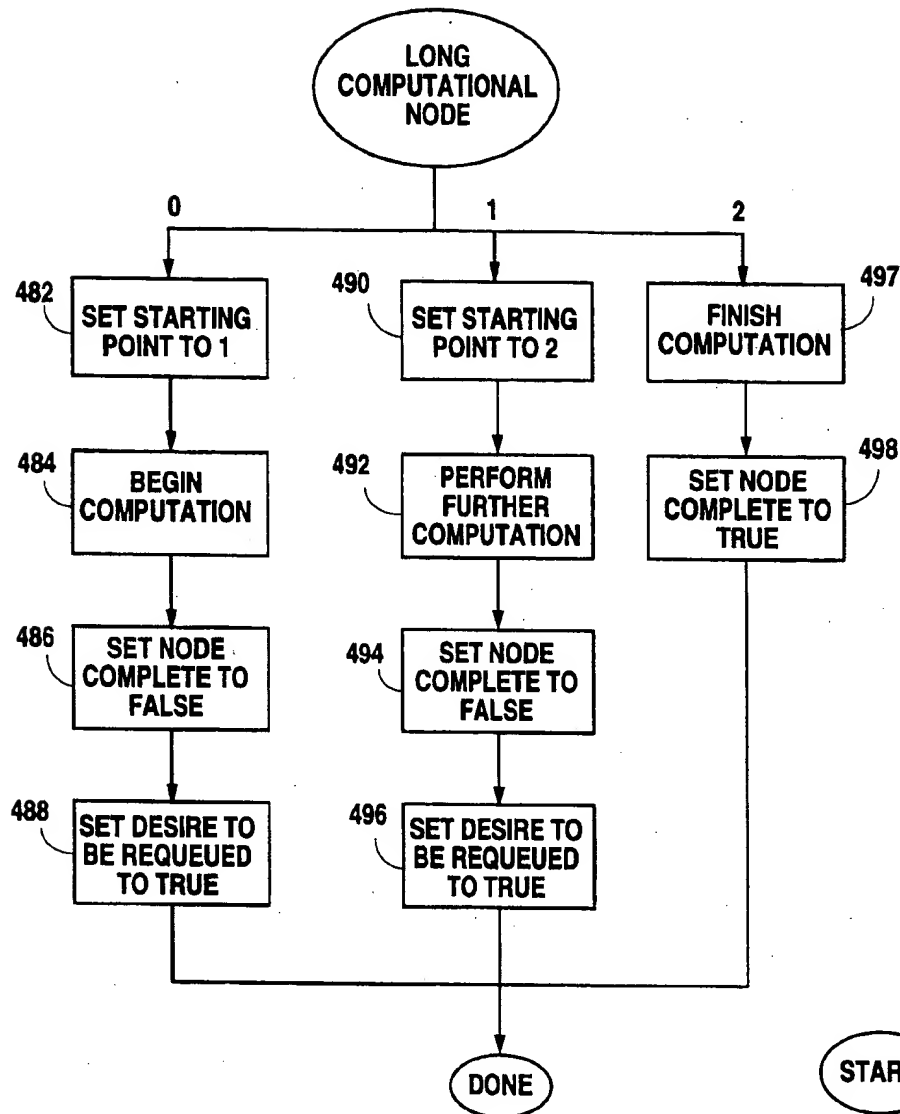 LONG
COMPUTATIONAL
NODE
0
1
2
482
SET STARTING
POINT TO 1
490
SET STARTING
POINT TO 2
497
FINISH
COMPUTATION
484
BEGIN
COMPUTATION
492
PERFORM
FURTHER
COMPUTATION
498
SET NODE
COMPLETE TO
TRUE
486
SET NODE
COMPLETE TO
FALSE
494
SET NODE
COMPLETE TO
FALSE
488
SET DESIRE TO
BE REQUEUED
TO TRUE
496
SET DESIRE TO
BE REQUEUED
TO TRUE
DONE
STAR